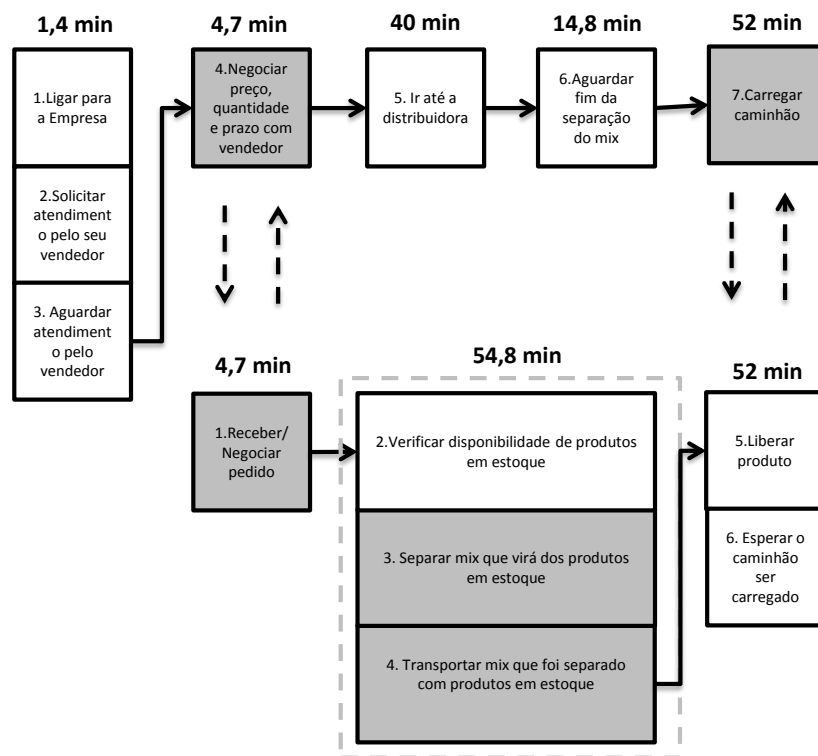 1,4 min
4,7 min
40 min
14,8 min
52 min
1.Ligar para
a Empresa
2.Solicitar
atendiment
o pelo seu
vendedor
3. Aguardar
atendiment
o pelo
vendedor
4.Negociar
preço,
quantidade
e prazo com
vendedor
5. Ir até a
distribuidora
6.Aguardar
fim da
separação
do mix
7.Carregar
caminhão
4,7 min
54,8 min
52 min
1.Receber/
Negociar
pedido
2.Verificar disponibilidade de produtos
em estoque
3. Separar mix que virá dos produtos
em estoque
4. Transportar mix que foi separado
com produtos em estoque
5.Liberar
produto
6. Esperar o
caminhão
ser
carregado